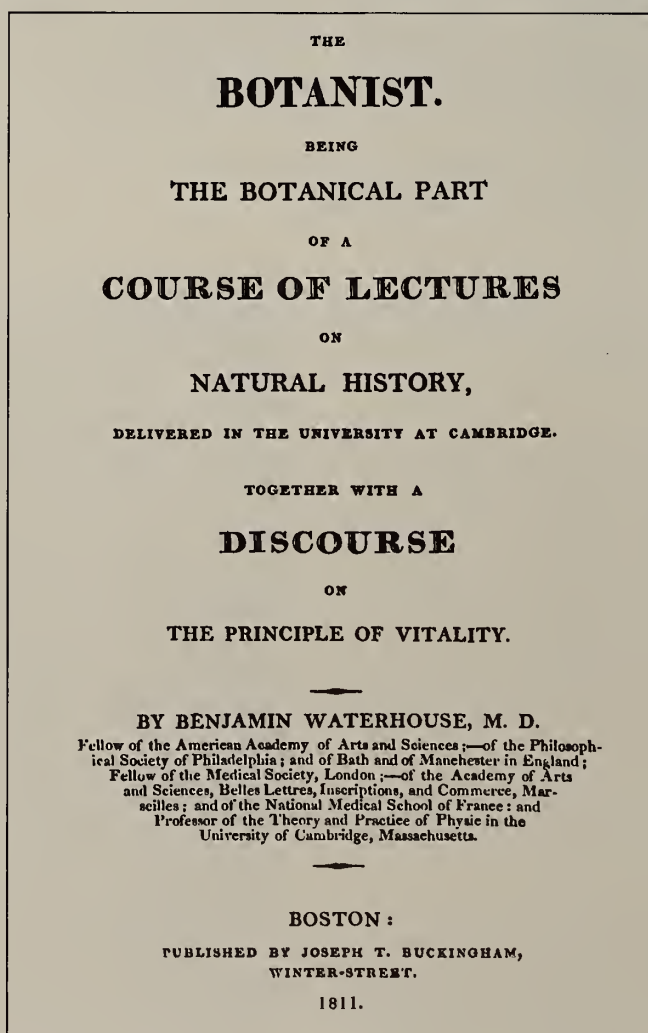 THE
BOTANIST.
BEING
THE BOTANICAL PART
OF A
COURSE OF LECTURES
ON
NATURAL HISTORY,
DELIVERED IN THE UNIVERSITY AT CAMBRIDGE.
TOGETHER WITH A
DISCOURSE
ON
THE PRINCIPLE OF VITALITY.
BY BENJAMIN WATERHOUSE, M. D.
Fellow of the American Academy of Arts and Sciences;—of the Philosoph-
ical Society of Philadelphia; and of Bath and of Manchester in England;
Fellow of the Medical Society, London;—of the Academy of Arts
and Sciences, Belles Lettres, Inscriptions, and Commerce, Mar-
seilles; and of the National Medical School of France: and
Professor of the Theory and Practice of Physic in the
University of Cambridge, Massachusetts.
BOSTON:
PUBLISHED BY JOSEPH T. BUCKINGHAM,
WINTER-STREET.
1811.